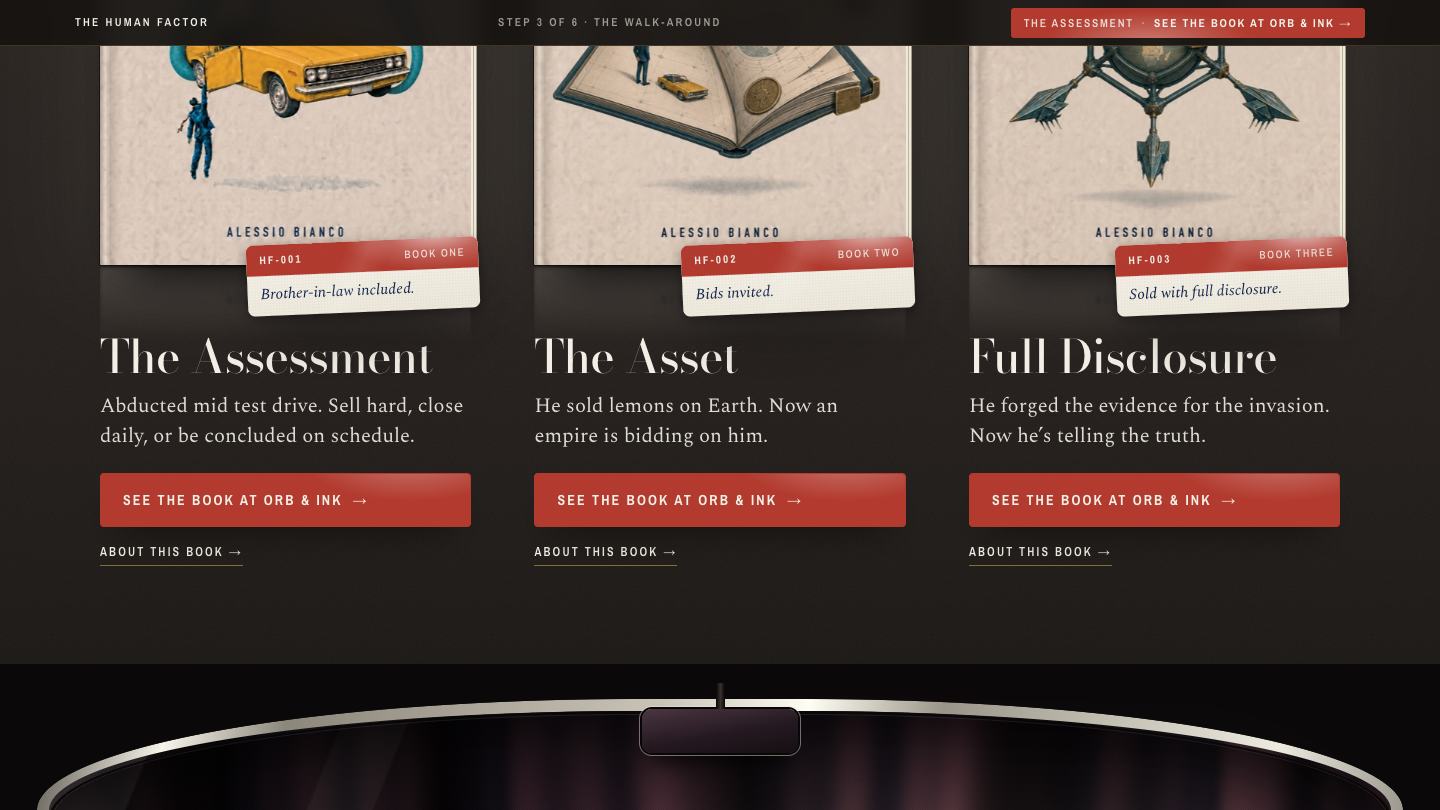 THE HUMAN FACTOR
STEP 3 OF 6 · THE WALK-AROUND
THE ASSESSMENT · SEE THE BOOK AT ORB & INK →
ALESSIO BIANCO
HF-001 BOOK ONE
Brother-in-law included.
The Assessment
Abducted mid test drive. Sell hard, close
daily, or be concluded on schedule.
SEE THE BOOK AT ORB & INK →
ABOUT THIS BOOK →
ALESSIO BIANCO
HF-002 BOOK TWO
Bids invited.
The Asset
He sold lemons on Earth. Now an
empire is bidding on him.
SEE THE BOOK AT ORB & INK →
ABOUT THIS BOOK →
ALESSIO BIANCO
HF-003 BOOK THREE
Sold with full disclosure.
Full Disclosure
He forged the evidence for the invasion.
Now he’s telling the truth.
SEE THE BOOK AT ORB & INK →
ABOUT THIS BOOK →